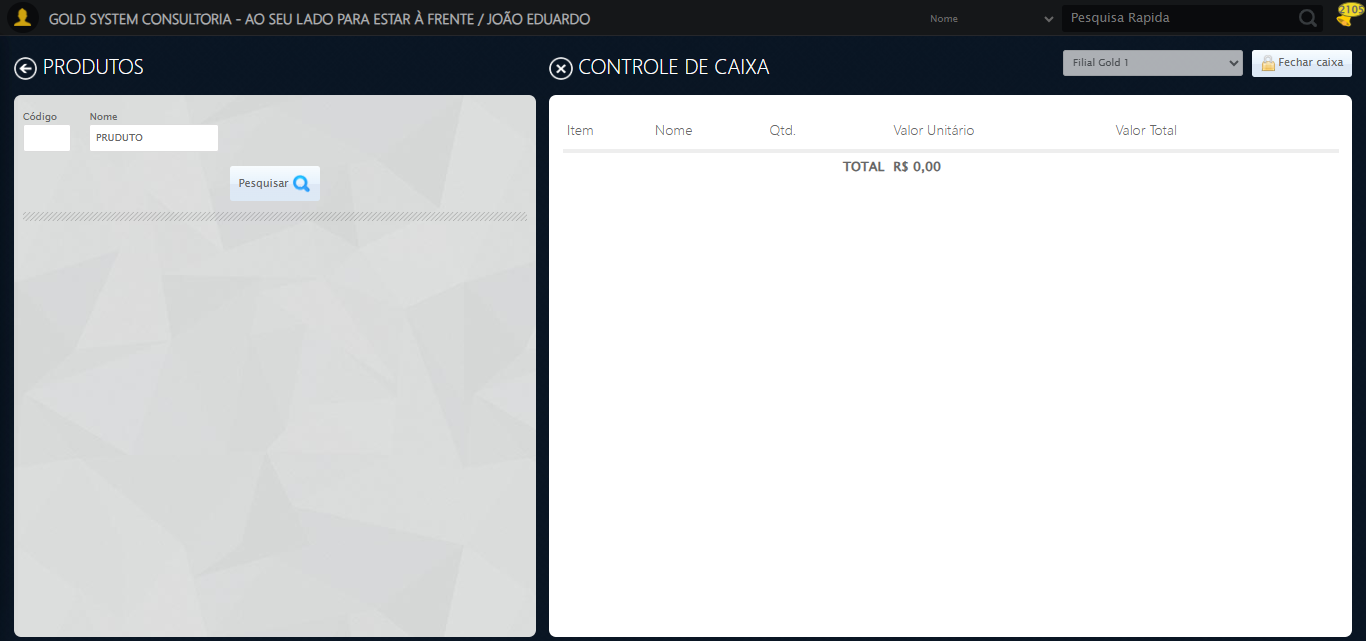 GOLD SYSTEM CONSULTORIA - AO SEU LADO PARA ESTAR À FRENTE / JOÃO EDUARDO
Nome
Pesquisa Rapida
2105
PRODUTOS
CONTROLE DE CAIXA
Filial Gold 1
Fechar caixa
Código
Nome
PRUDUTO
Pesquisar
Item
Nome
Qtd.
Valor Unitário
Valor Total
TOTAL R$ 0,00